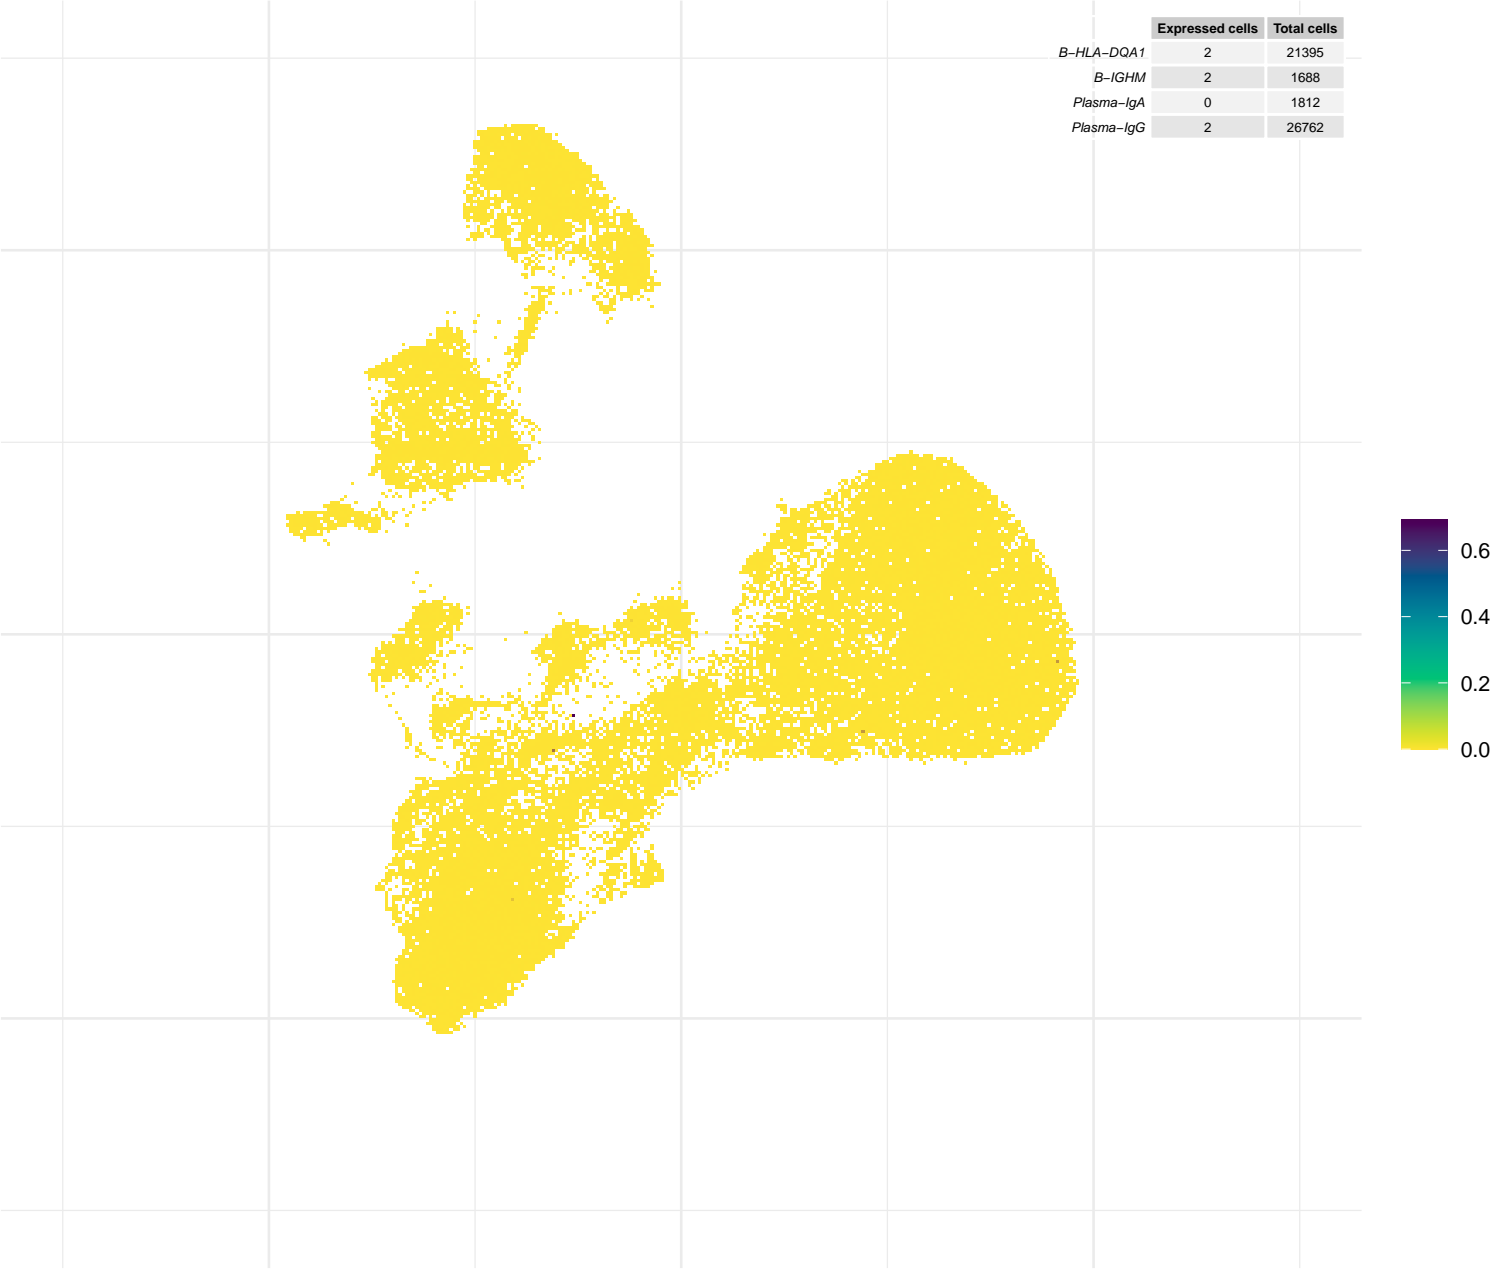 Expressed cells Total cells
B−HLA−DQA1 2 21395
B−IGHM 2 1688
Plasma−IgA 0 1812
Plasma−IgG 2 26762
0.6
0.4
0.2
0.0